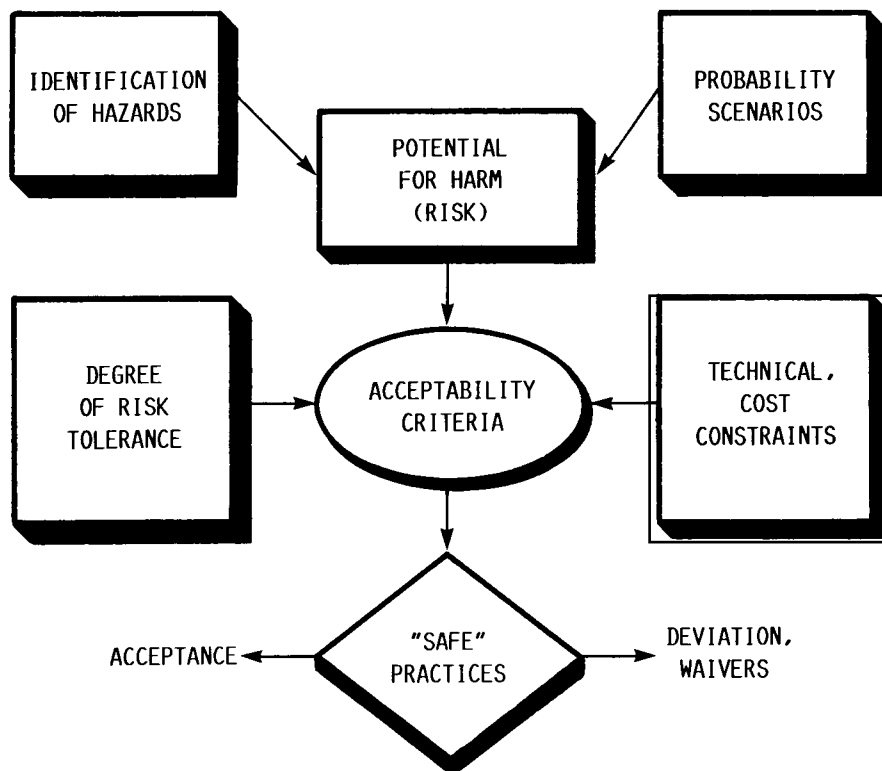 IDENTIFICATION
OF HAZARDS
PROBABILITY
SCENARIOS
POTENTIAL
FOR HARM
(RISK)
DEGREE
OF RISK
TOLERANCE
ACCEPTABILITY
CRITERIA
TECHNICAL,
COST
CONSTRAINTS
ACCEPTANCE
"SAFE"
PRACTICES
DEVIATION,
WAIVERS